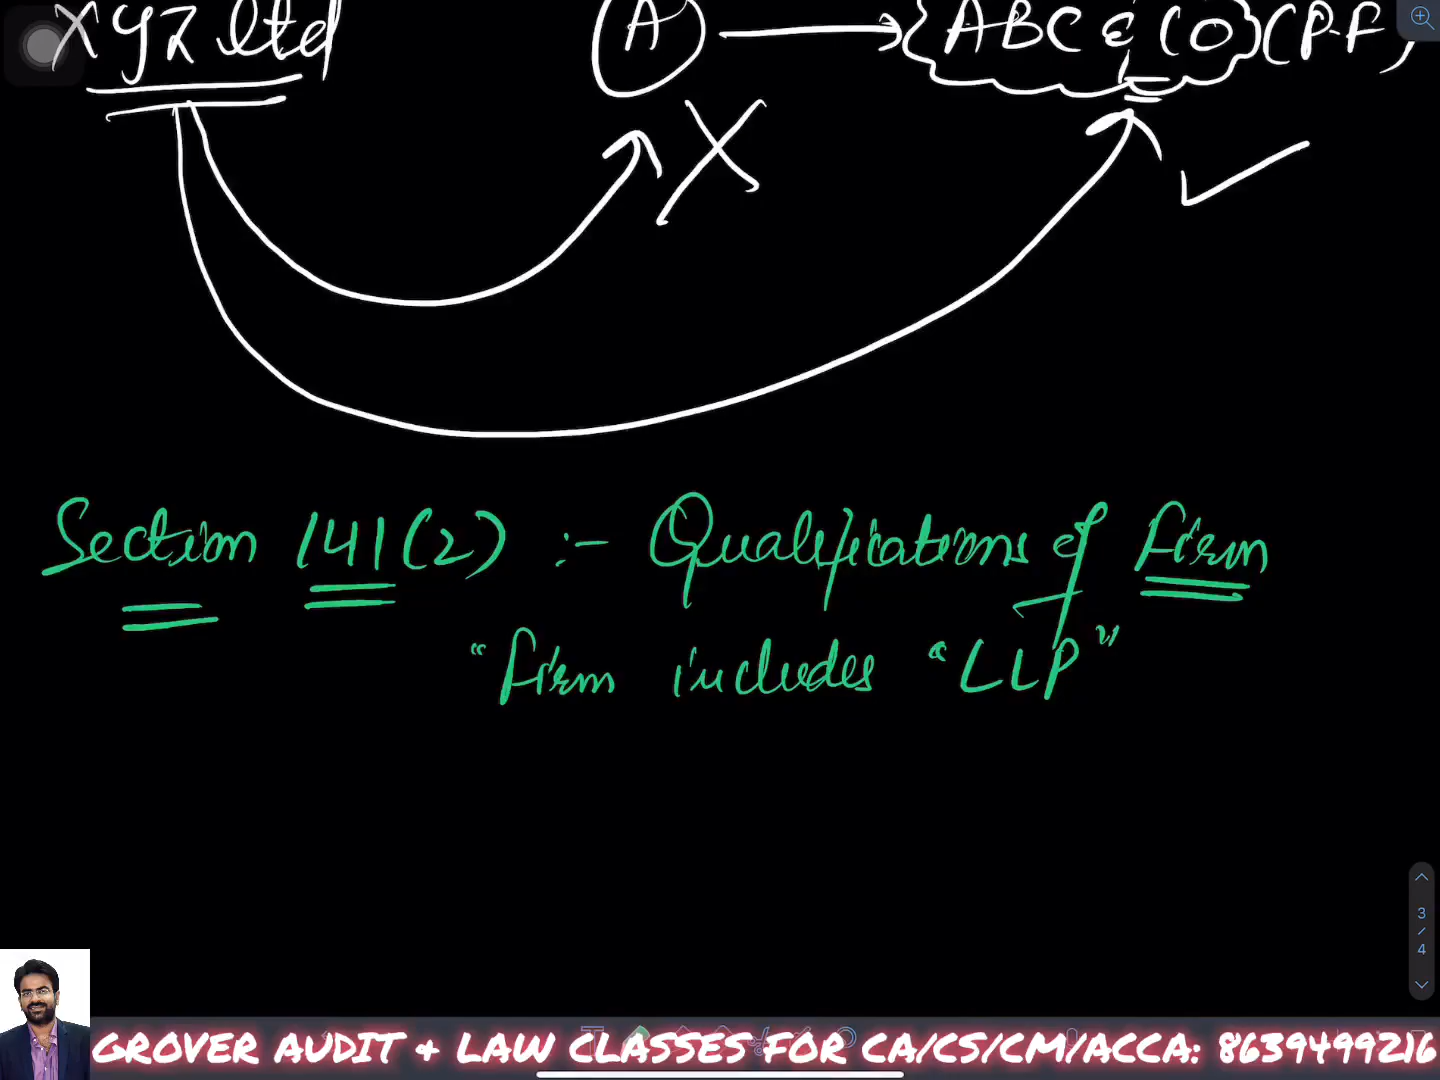 XYZ ltd A ABC & CO (P.F)
Section 141(2) :- Qualifications of firm
"firm includes "LLP"
3
/
4
GROVER AUDIT + LAW CLASSES FOR CA/CS/CM/ACCA: 8639499216